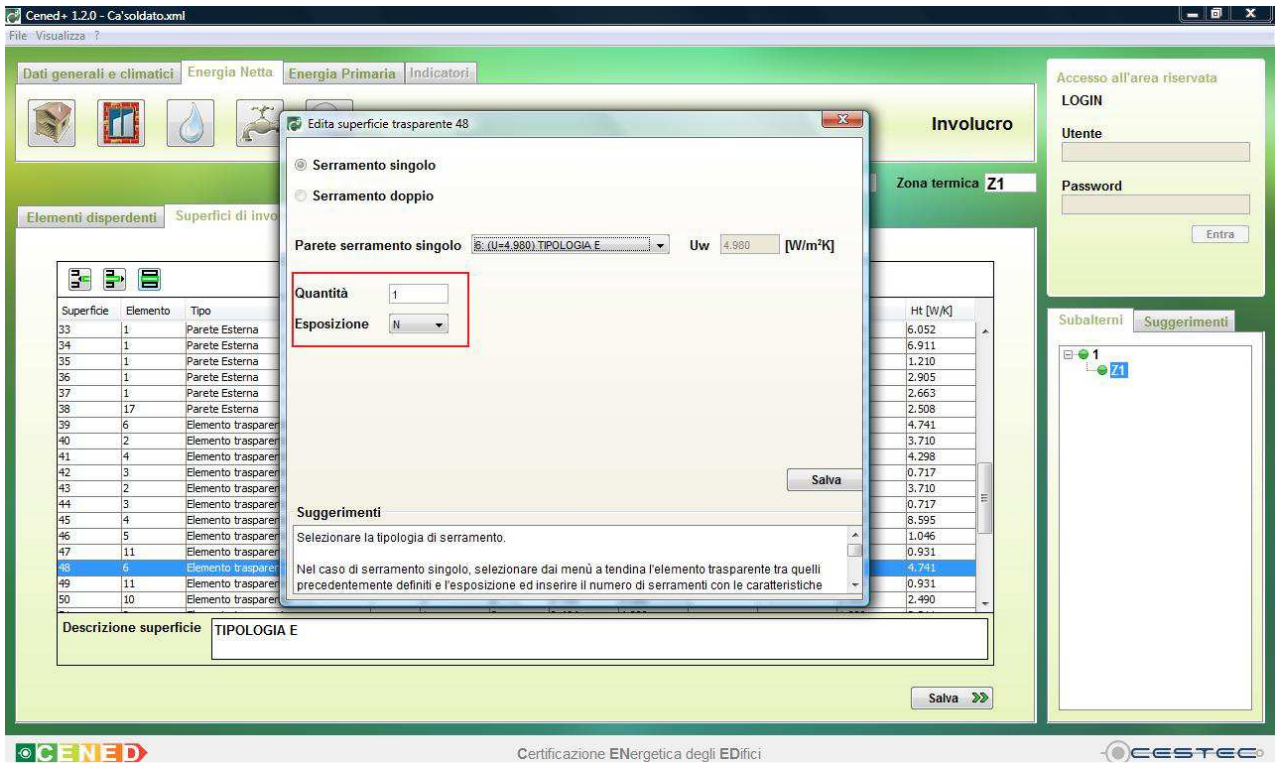 Cened+ 1.2.0 - Ca'soldato.xml
File Visualizza ?
Dati generali e climatici Energia Netta Energia Primaria Indicatori
Involucro
Zona termica Z1
Elementi disperdenti Superfici di invo
Superficie Elemento Tipo Ht [W/K]
33 1 Parete Esterna 6.052
34 1 Parete Esterna 6.911
35 1 Parete Esterna 1.210
36 1 Parete Esterna 2.905
37 1 Parete Esterna 2.663
38 17 Parete Esterna 2.508
39 6 Elemento trasparen 4.741
40 2 Elemento trasparen 3.710
41 4 Elemento trasparen 4.298
42 3 Elemento trasparen 0.717
43 2 Elemento trasparen 3.710
44 3 Elemento trasparen 0.717
45 4 Elemento trasparen 8.595
46 5 Elemento trasparen 1.046
47 11 Elemento trasparen 0.931
48 6 Elemento trasparen 4.741
49 11 Elemento trasparen 0.931
50 10 Elemento trasparen 2.490
Descrizione superficie TIPOLOGIA E
Salva
Edita superficie trasparente 48
Serramento singolo
Serramento doppio
Parete serramento singolo 6: (U=4.980) TIPOLOGIA E Uw 4.980 [W/m²K]
Quantità 1
Esposizione N
Salva
Suggerimenti
Selezionare la tipologia di serramento.
Nel caso di serramento singolo, selezionare dai menù a tendina l'elemento trasparente tra quelli
precedentemente definiti e l'esposizione ed inserire il numero di serramenti con le caratteristiche
Accesso all'area riservata
LOGIN
Utente
Password
Entra
Subalterni Suggerimenti
1
Z1
CENED
Certificazione ENergetica degli EDifici
CESTEC